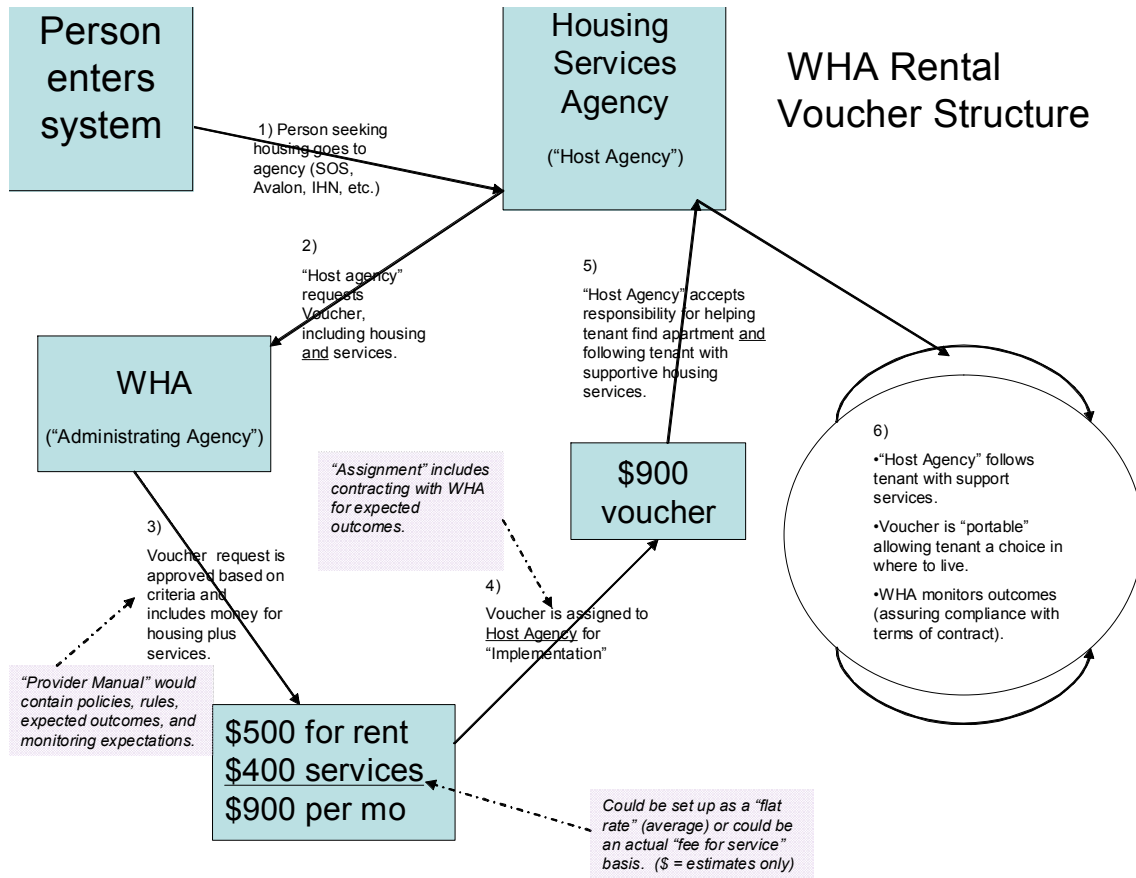 Person
enters
system
Housing
Services
Agency
(“Host Agency”)
WHA Rental
Voucher Structure
1) Person seeking
housing goes to
agency (SOS,
Avalon, IHN, etc.)
2)
“Host agency”
requests
Voucher,
including housing
and services.
5)
“Host Agency” accepts
responsibility for helping
tenant find apartment and
following tenant with
supportive housing
services.
WHA
(“Administrating Agency”)
6)
•“Host Agency” follows
tenant with support
services.
•Voucher is “portable”
allowing tenant a choice in
where to live.
•WHA monitors outcomes
(assuring compliance with
terms of contract).
“Assignment” includes
contracting with WHA
for expected
outcomes.
$900
voucher
3)
Voucher request is
approved based on
criteria and
includes money for
housing plus
services.
4)
Voucher is assigned to
Host Agency for
“Implementation”
“Provider Manual” would
contain policies, rules,
expected outcomes, and
monitoring expectations.
$500 for rent
$400 services
$900 per mo
Could be set up as a “flat
rate” (average) or could be
an actual “fee for service”
basis. ($ = estimates only)